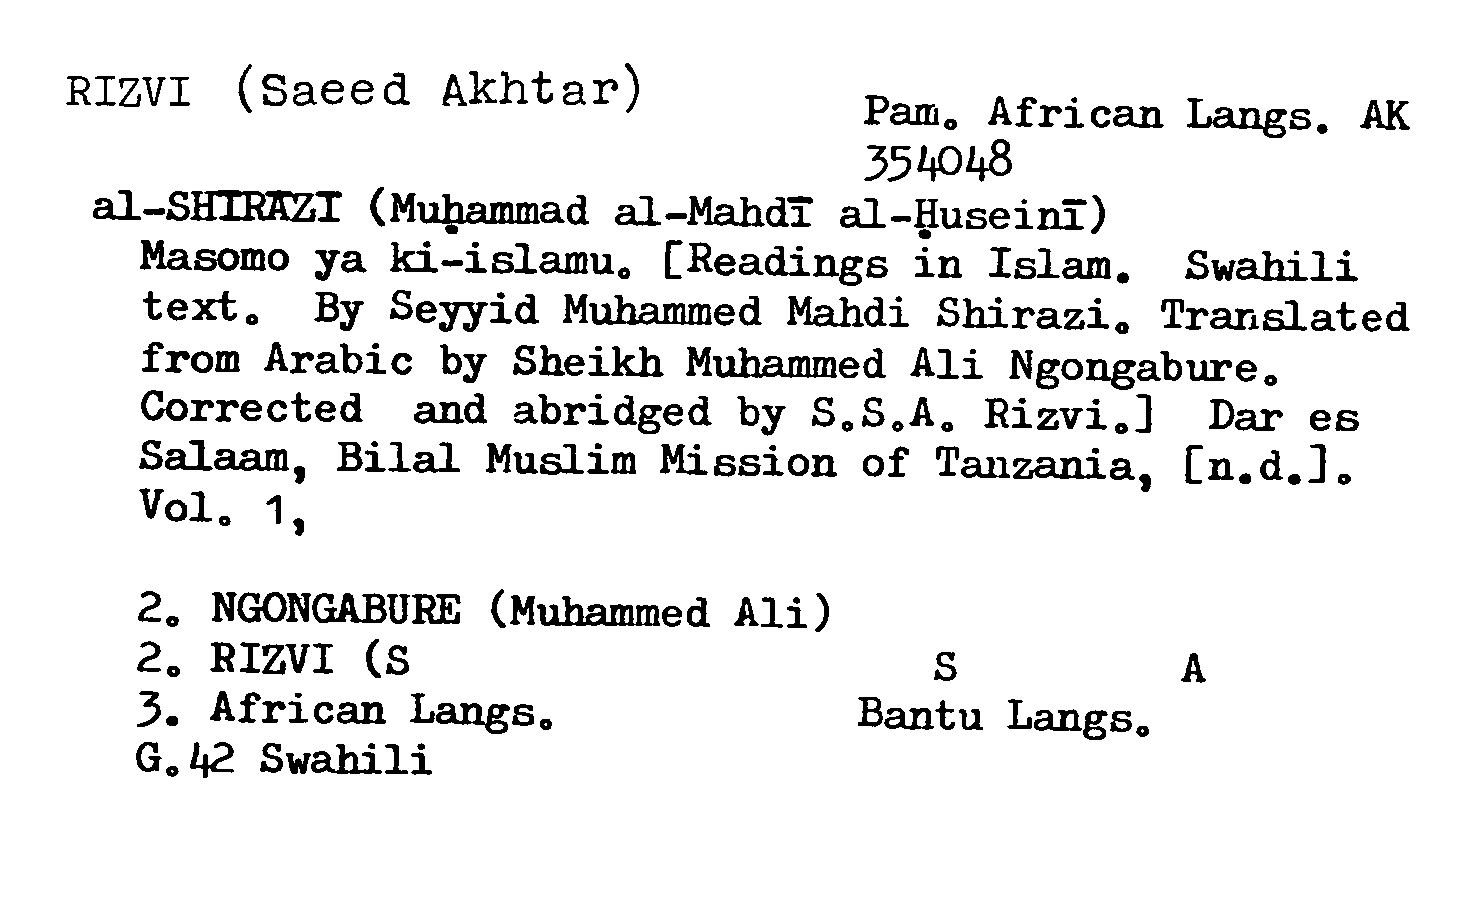 RIZVI (Saeed Akhtar)
Pam. African Langs. AK
354048
al-SHĪRĀZĪ (Muḥammad al-Mahdī al-Ḥuseinī)
Masomo ya ki-islamu. [Readings in Islam. Swahili
text. By Seyyid Muhammed Mahdi Shirazi. Translated
from Arabic by Sheikh Muhammed Ali Ngongabure.
Corrected and abridged by S.S.A. Rizvi.] Dar es
Salaam, Bilal Muslim Mission of Tanzania, [n.d.].
Vol. 1,
2. NGONGABURE (Muhammed Ali)
2. RIZVI (S S A
3. African Langs. Bantu Langs.
G.42 Swahili